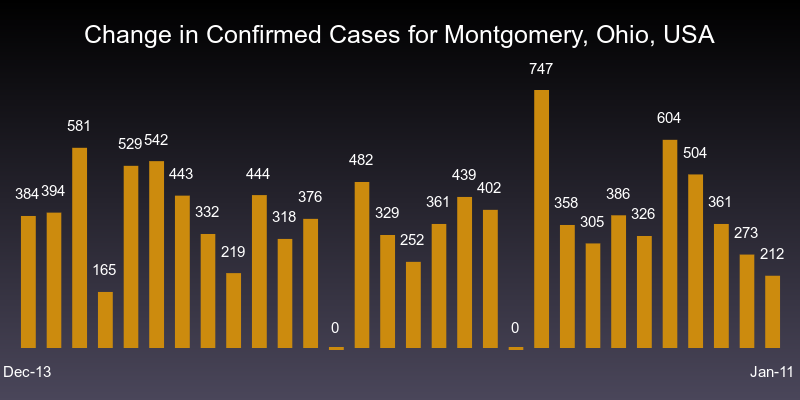 Change in Confirmed Cases for Montgomery, Ohio, USA
384 394 581 165 529 542 443 332 219 444 318 376 0 482 329 252 361 439 402 0 747 358 305 386 326 604 504 361 273 212
Dec-13 Jan-11